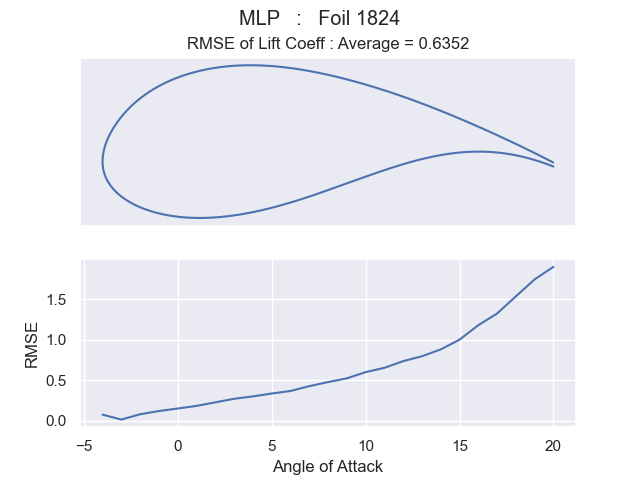 MLP   :   Foil 1824
RMSE of Lift Coeff : Average = 0.6352
1.5
1.0
0.5
0.0
RMSE
−5 0 5 10 15 20
Angle of Attack